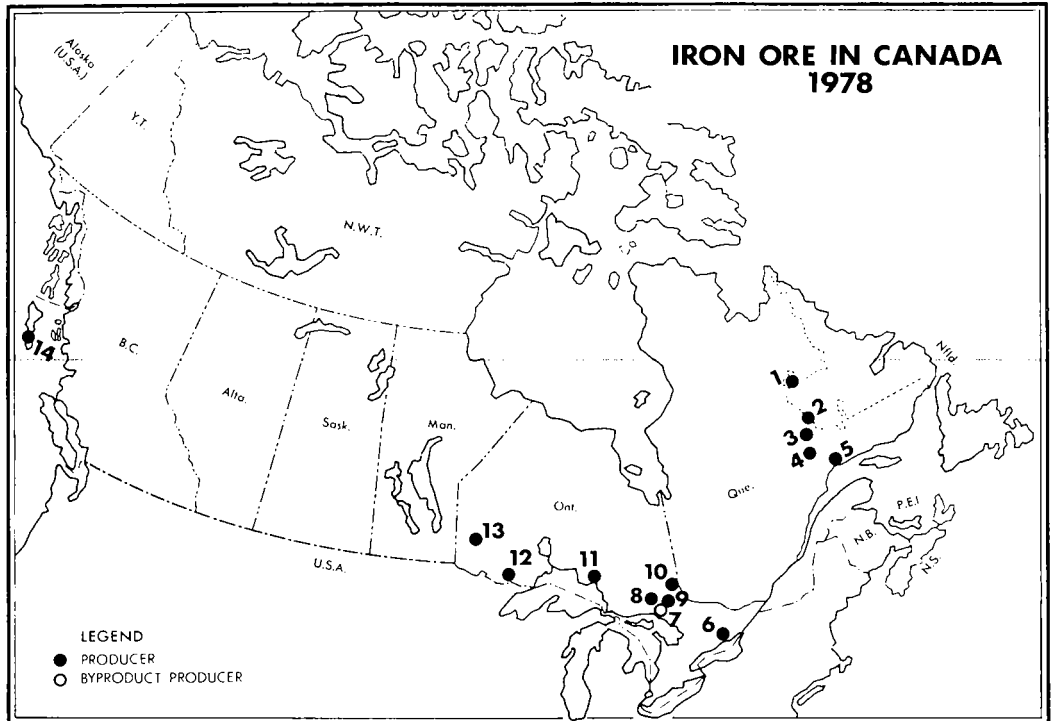 IRON ORE IN CANADA
1978
Alaska
(U.S.A.)
Y.T.
N.W.T.
B.C.
Alta.
Sask.
Man.
Ont.
Que.
Nfld.
P.E.I
N.B.
N.S.
U.S.A.
1
2
3
4
5
6
7
8
9
10
11
12
13
14
LEGEND
PRODUCER
BYPRODUCT PRODUCER